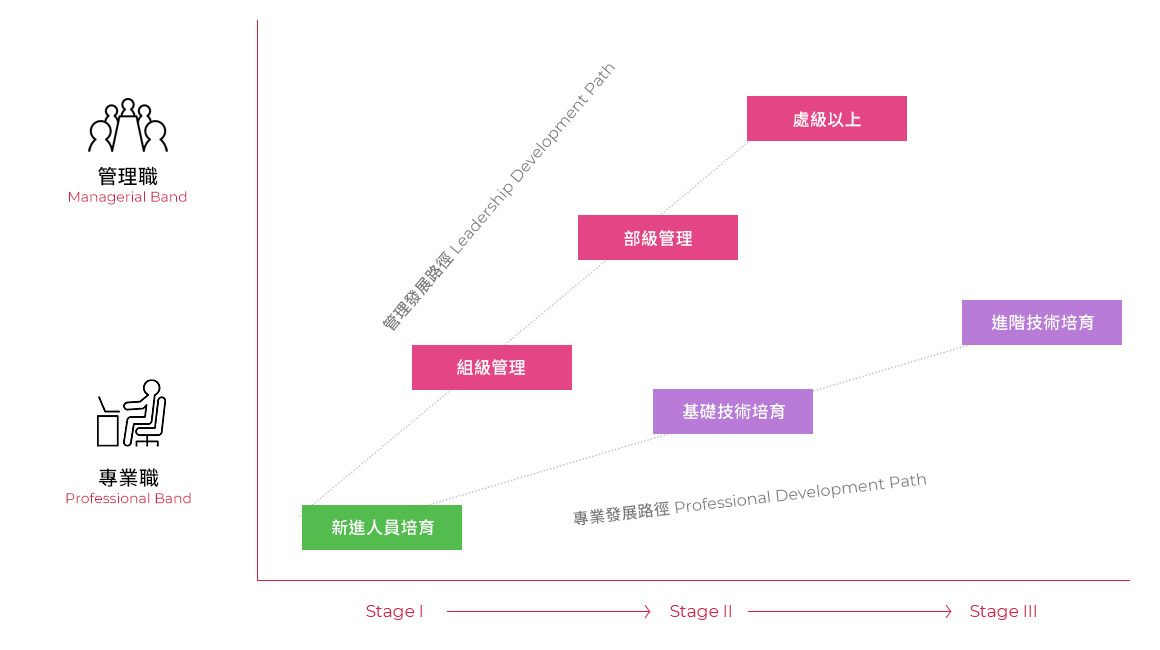 管理職
Managerial Band
專業職
Professional Band
管理發展路徑 Leadership Development Path
處級以上
部級管理
組級管理
進階技術培育
基礎技術培育
新進人員培育
專業發展路徑 Professional Development Path
Stage I
Stage II
Stage III